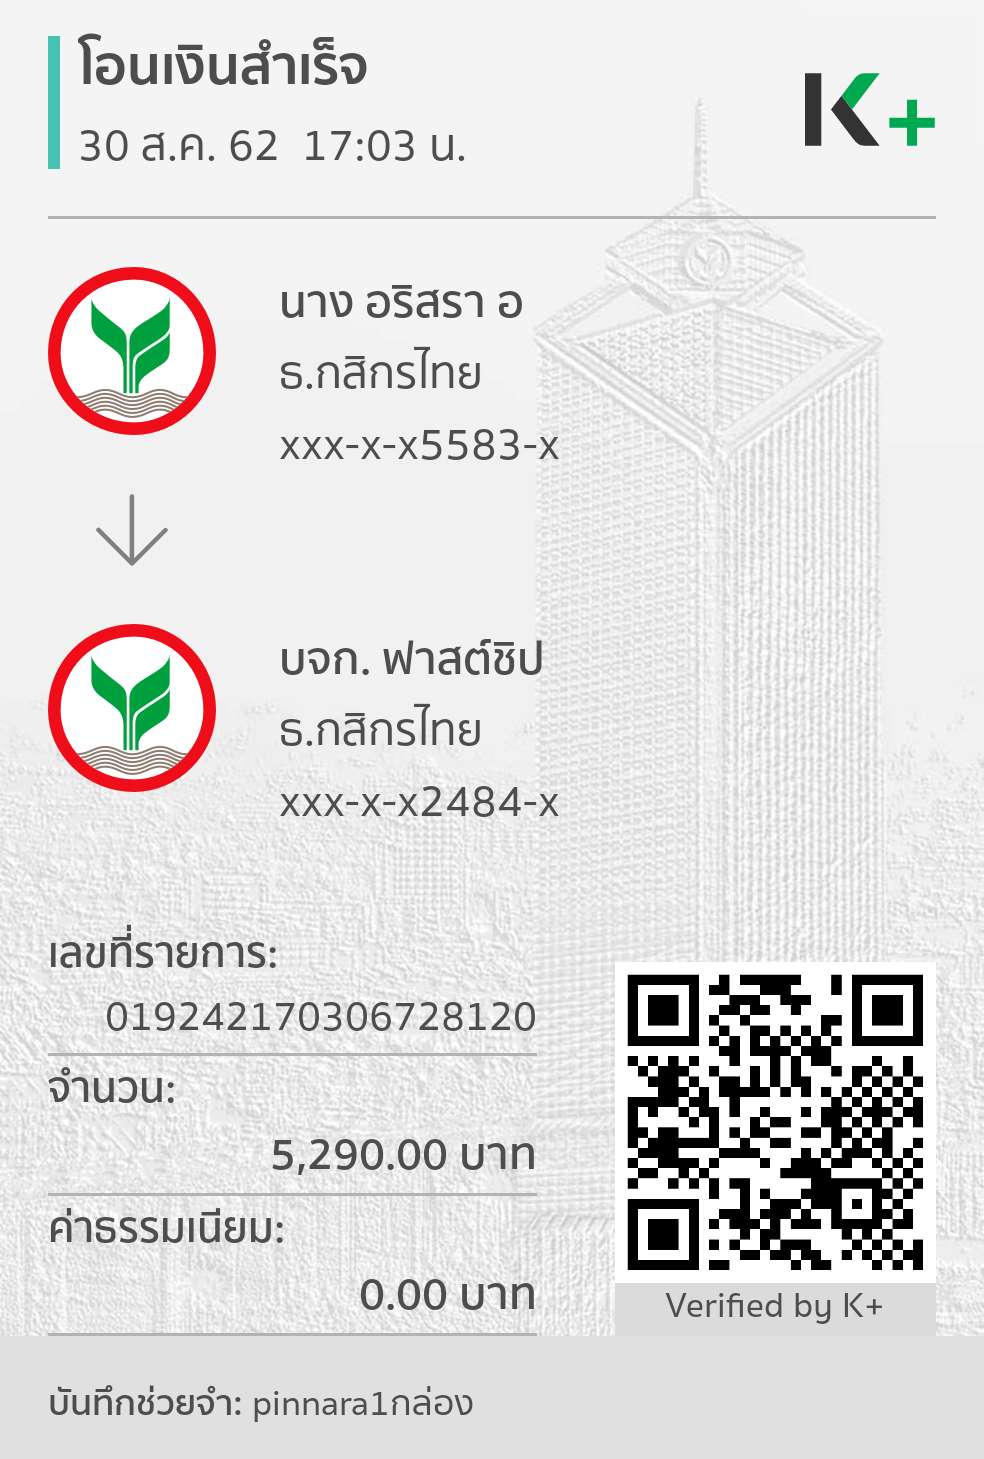 โอนเงินสำเร็จ
30 ส.ค. 62 17:03 น.
K+
นาง อริสรา อ
ธ.กสิกรไทย
xxx-x-x5583-x
บจก. ฟาสต์ชิป
ธ.กสิกรไทย
xxx-x-x2484-x
เลขที่รายการ:
019242170306728120
จำนวน:
5,290.00 บาท
ค่าธรรมเนียม:
0.00 บาท
Verified by K+
บันทึกช่วยจำ: pinnara1กล่อง